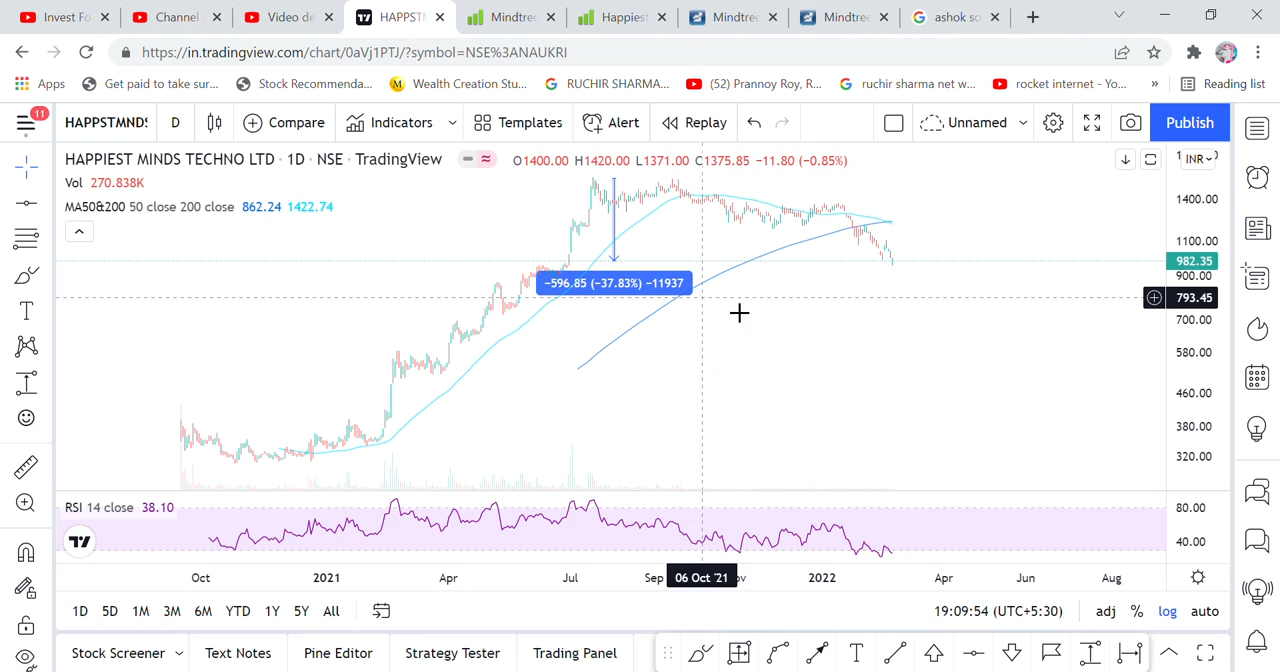 Invest Fo
Channel
Video de
HAPPST
Mindtree
Happiest
Mindtree
Mindtree
ashok so
https://in.tradingview.com/chart/0aVj1PTJ/?symbol=NSE%3ANAUKRI
Apps
Get paid to take sur...
Stock Recommenda...
Wealth Creation Stu...
RUCHIR SHARMA...
(52) Prannoy Roy, R...
ruchir sharma net w...
rocket internet - Yo...
»
Reading list
11
HAPPSTMNDS
D
Compare
Indicators
Templates
Alert
Replay
Unnamed
Publish
HAPPIEST MINDS TECHNO LTD · 1D · NSE · TradingView
O1400.00 H1420.00 L1371.00 C1375.85 −11.80 (−0.85%)
INR
Vol 270.838K
MA50&200 50 close 200 close 862.24 1422.74
1400.00
1100.00
982.35
900.00
−596.85 (−37.83%) −11937
793.45
700.00
580.00
460.00
380.00
320.00
RSI 14 close 38.10
80.00
40.00
Oct
2021
Apr
Jul
Sep
06 Oct '21
2022
Apr
Jun
Aug
1D 5D 1M 3M 6M YTD 1Y 5Y All
19:09:54 (UTC+5:30)
adj % log auto
Stock Screener
Text Notes
Pine Editor
Strategy Tester
Trading Panel